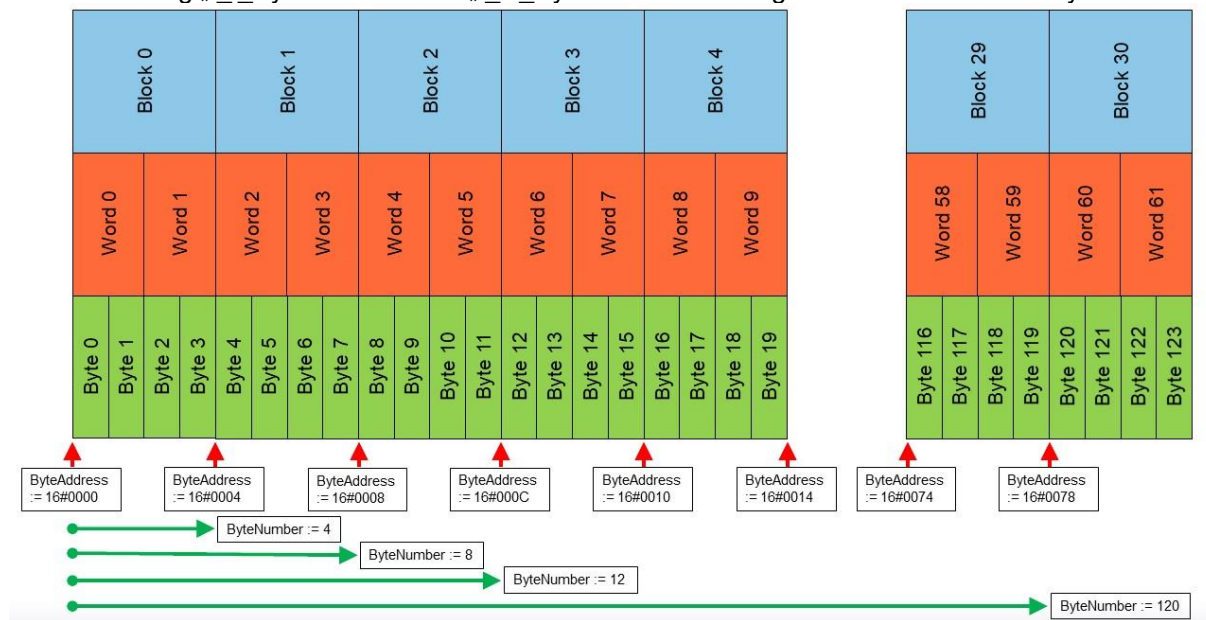 Block 0
Block 1
Block 2
Block 3
Block 4
Block 29
Block 30
Word 0
Word 1
Word 2
Word 3
Word 4
Word 5
Word 6
Word 7
Word 8
Word 9
Word 58
Word 59
Word 60
Word 61
Byte 0
Byte 1
Byte 2
Byte 3
Byte 4
Byte 5
Byte 6
Byte 7
Byte 8
Byte 9
Byte 10
Byte 11
Byte 12
Byte 13
Byte 14
Byte 15
Byte 16
Byte 17
Byte 18
Byte 19
Byte 116
Byte 117
Byte 118
Byte 119
Byte 120
Byte 121
Byte 122
Byte 123
ByteAddress
:= 16#0000
ByteAddress
:= 16#0004
ByteAddress
:= 16#0008
ByteAddress
:= 16#000C
ByteAddress
:= 16#0010
ByteAddress
:= 16#0014
ByteAddress
:= 16#0074
ByteAddress
:= 16#0078
ByteNumber := 4
ByteNumber := 8
ByteNumber := 12
ByteNumber := 120